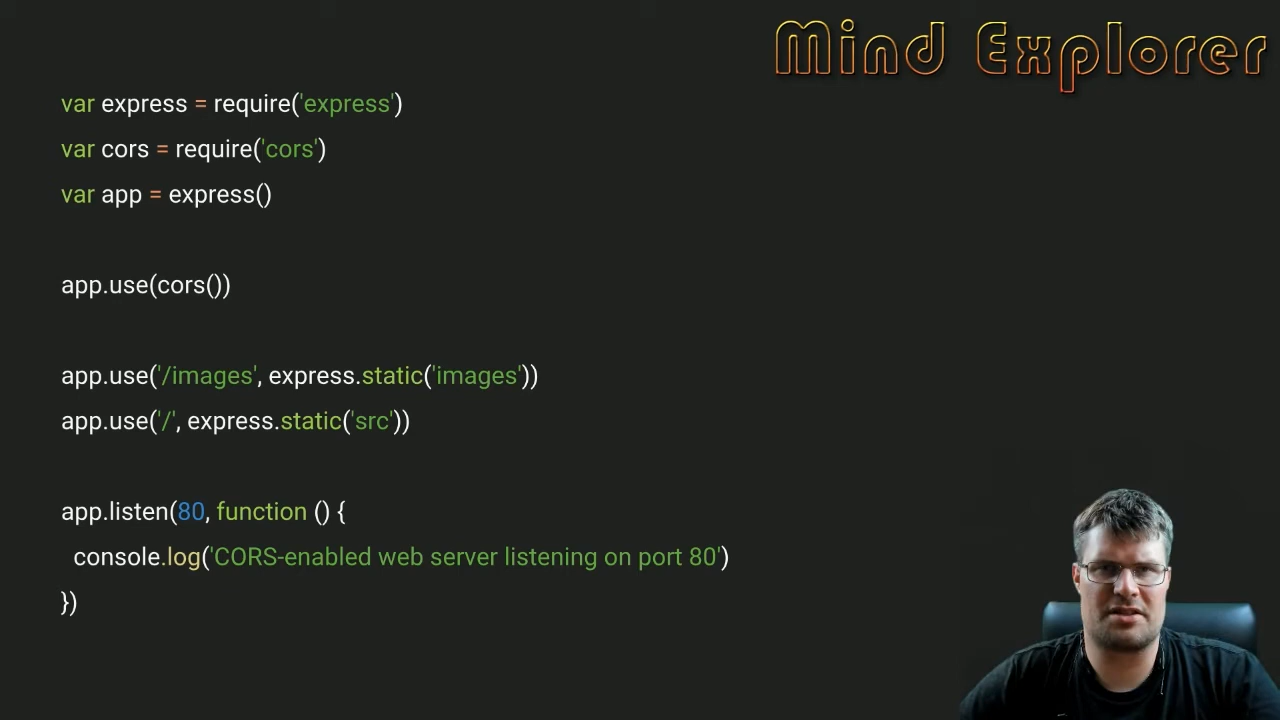 Mind Explorer
var express = require('express')
var cors = require('cors')
var app = express()
app.use(cors())
app.use('/images', express.static('images'))
app.use('/', express.static('src'))
app.listen(80, function () {
  console.log('CORS-enabled web server listening on port 80')
})